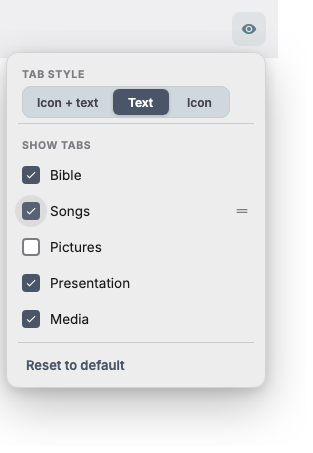 TAB STYLE
Icon + text Text Icon
SHOW TABS
Bible
Songs
Pictures
Presentation
Media
Reset to default